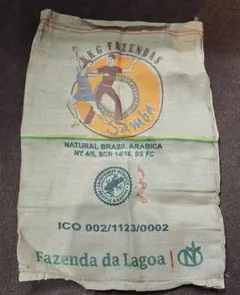 NKG FAZENDAS
Samba
NATURAL BRASIL ARABICA
NY 4/5, SCR 14/16, SS FC
ICO 002/1123/0002
Fazenda da Lagoa
N